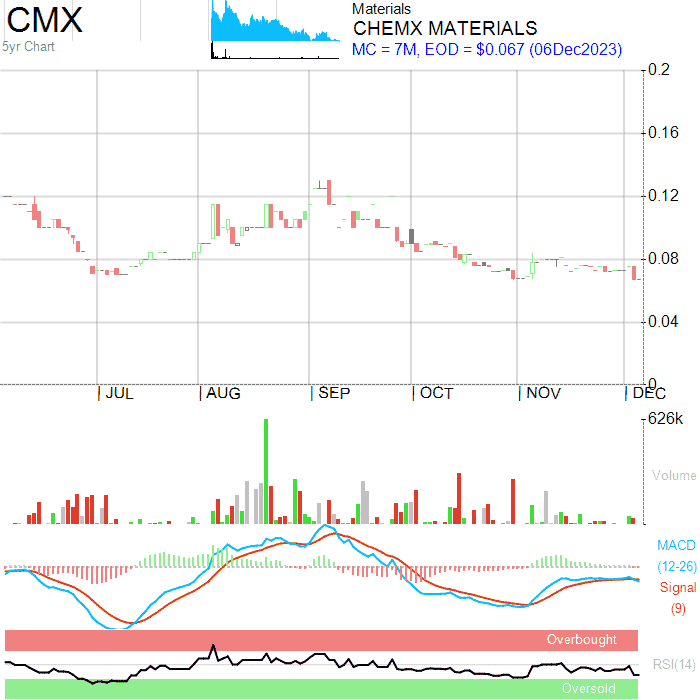 CMX
5yr Chart
Materials
CHEMX MATERIALS
MC = 7M, EOD = $0.067 (06Dec2023)
0.2
0.16
0.12
0.08
0.04
0
JUL
AUG
SEP
OCT
NOV
DEC
626k
Volume
MACD
(12-26)
Signal
(9)
Overbought
RSI(14)
Oversold